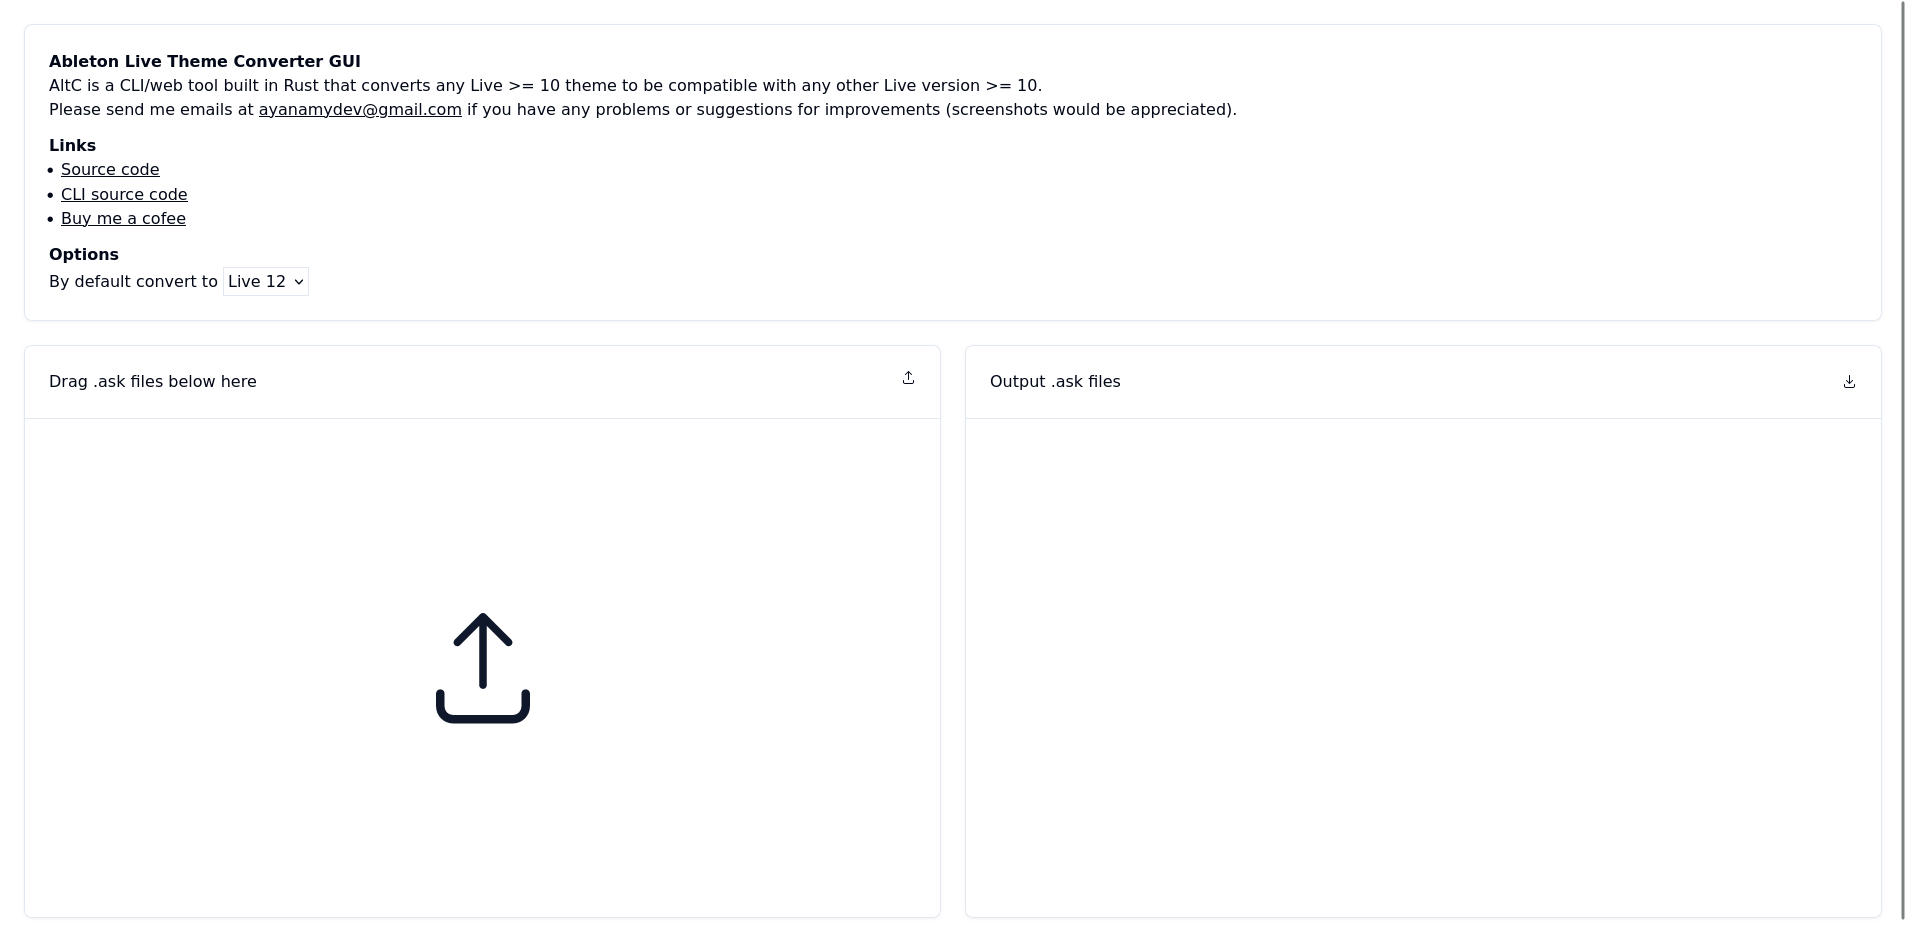 Ableton Live Theme Converter GUI
AltC is a CLI/web tool built in Rust that converts any Live >= 10 theme to be compatible with any other Live version >= 10.
Please send me emails at ayanamydev@gmail.com if you have any problems or suggestions for improvements (screenshots would be appreciated).
Links
• Source code
• CLI source code
• Buy me a cofee
Options
By default convert to Live 12
Drag .ask files below here
Output .ask files